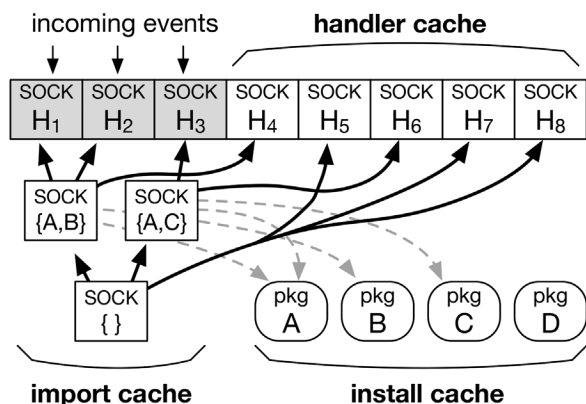 incoming events
handler cache
SOCK SOCK SOCK SOCK SOCK SOCK SOCK SOCK
H1 H2 H3 H4 H5 H6 H7 H8
SOCK SOCK
{A,B} {A,C}
SOCK
{ }
pkg pkg pkg pkg
A B C D
import cache
install cache